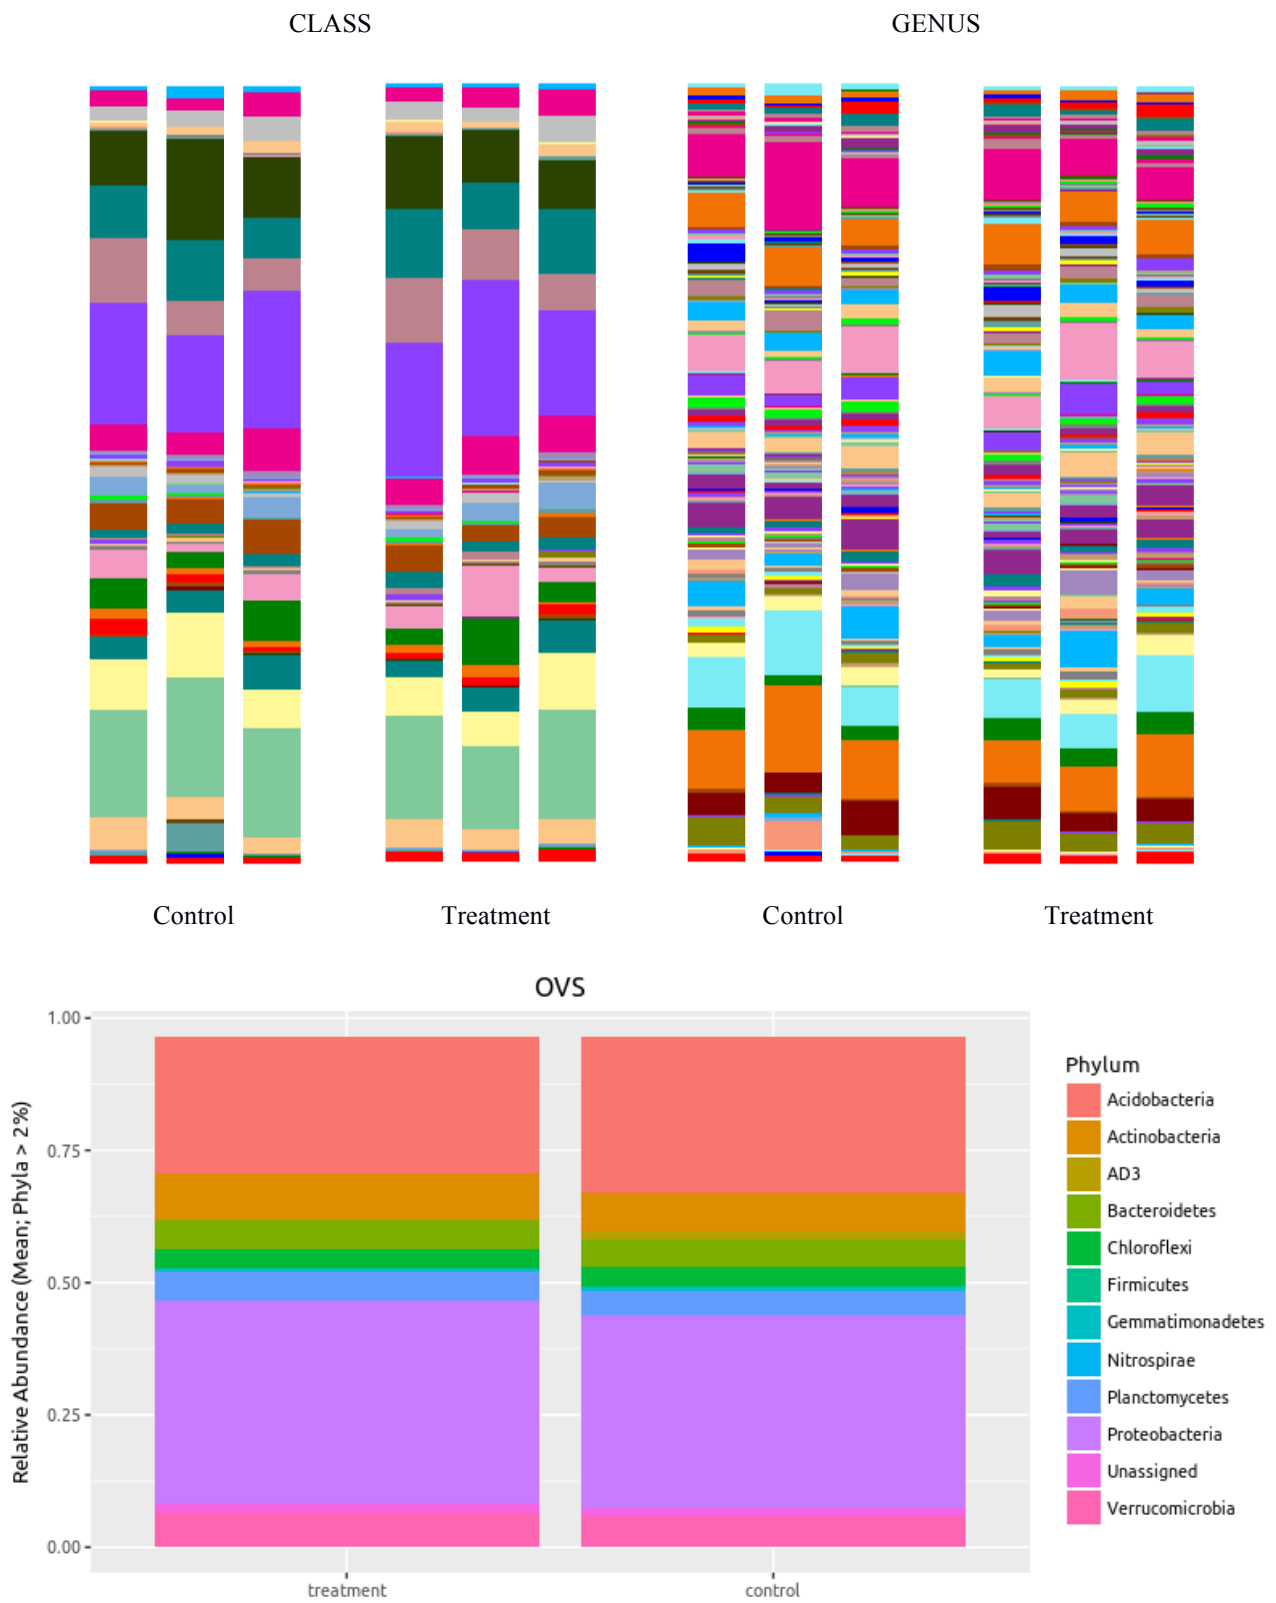 CLASS
GENUS
Control
Treatment
Control
Treatment
OVS
Relative Abundance (Mean; Phyla > 2%)
1.00
0.75
0.50
0.25
0.00
treatment
control
Phylum
Acidobacteria
Actinobacteria
AD3
Bacteroidetes
Chloroflexi
Firmicutes
Gemmatimonadetes
Nitrospirae
Planctomycetes
Proteobacteria
Unassigned
Verrucomicrobia